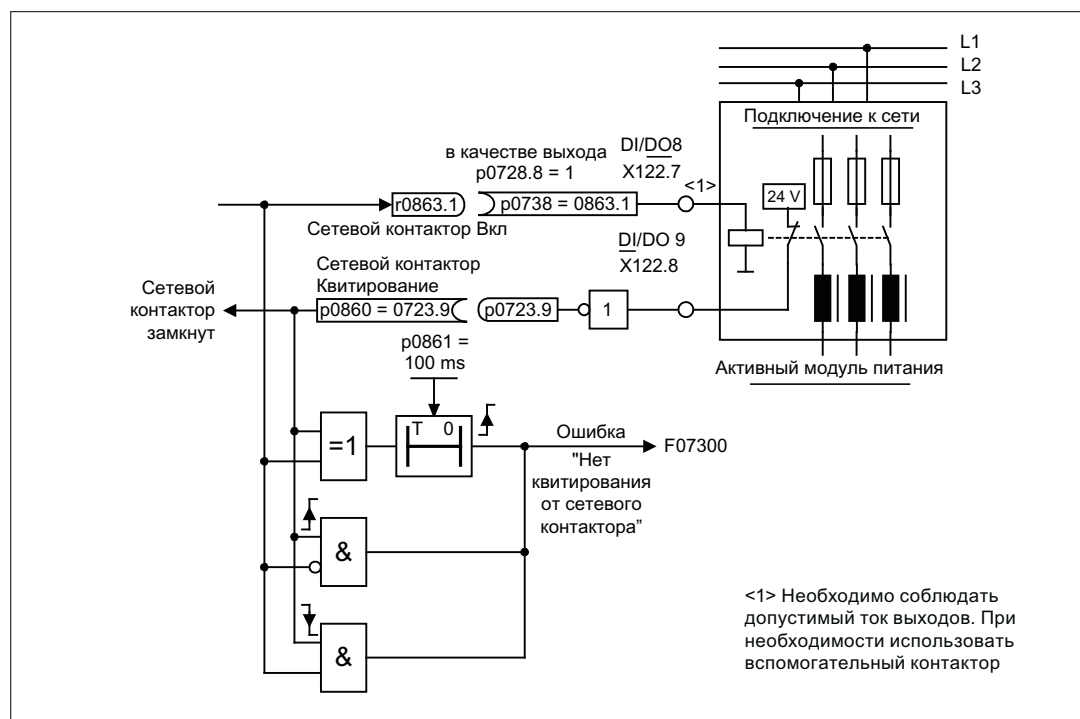 L1
L2
L3
Подключение к сети
в качестве выхода
p0728.8 = 1
DI/DO8
X122.7
<1>
24 V
r0863.1
p0738 = 0863.1
Сетевой контактор Вкл
DI/DO 9
X122.8
Сетевой контактор
Квитирование
Сетевой
контактор
замкнут
p0860 = 0723.9
p0723.9
1
p0861 =
100 ms
Активный модуль питания
=1
T 0
Ошибка
F07300
"Нет
квитирования
от сетевого
контактора”
&
&
<1> Необходимо соблюдать
допустимый ток выходов. При
необходимости использовать
вспомогательный контактор